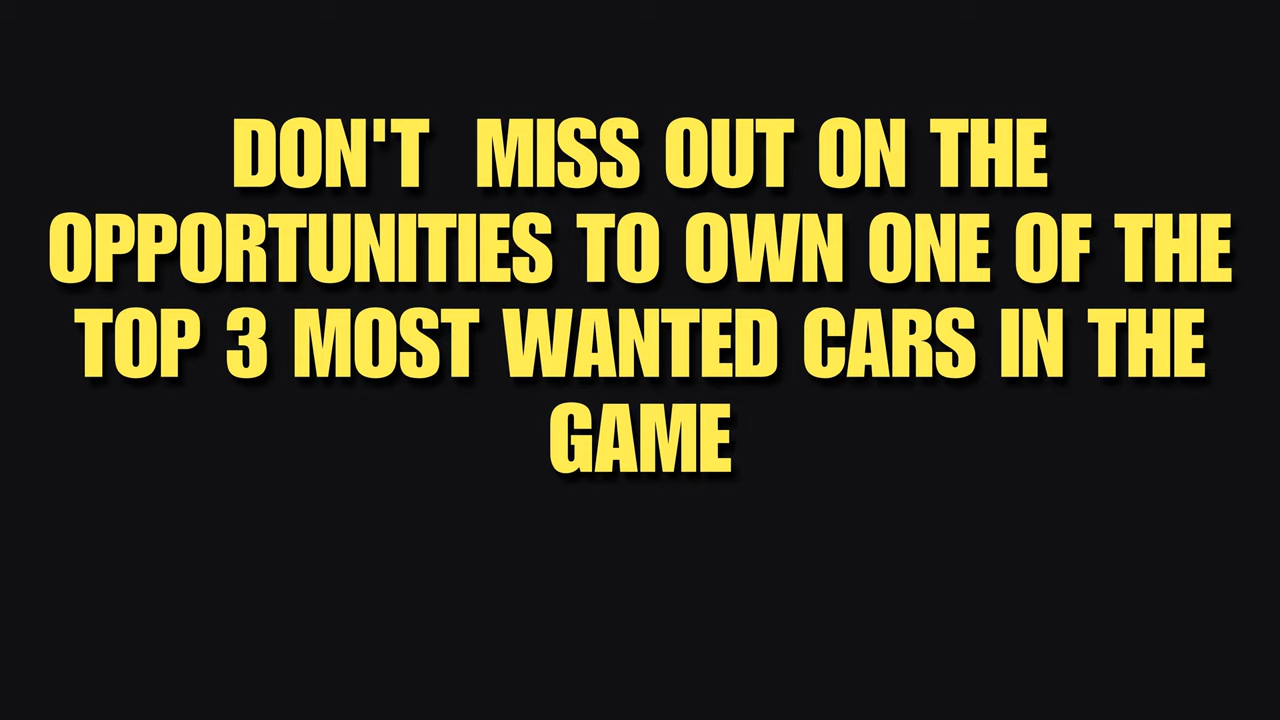 DON'T  MISS OUT ON THE
OPPORTUNITIES TO OWN ONE OF THE
TOP 3 MOST WANTED CARS IN THE
GAME